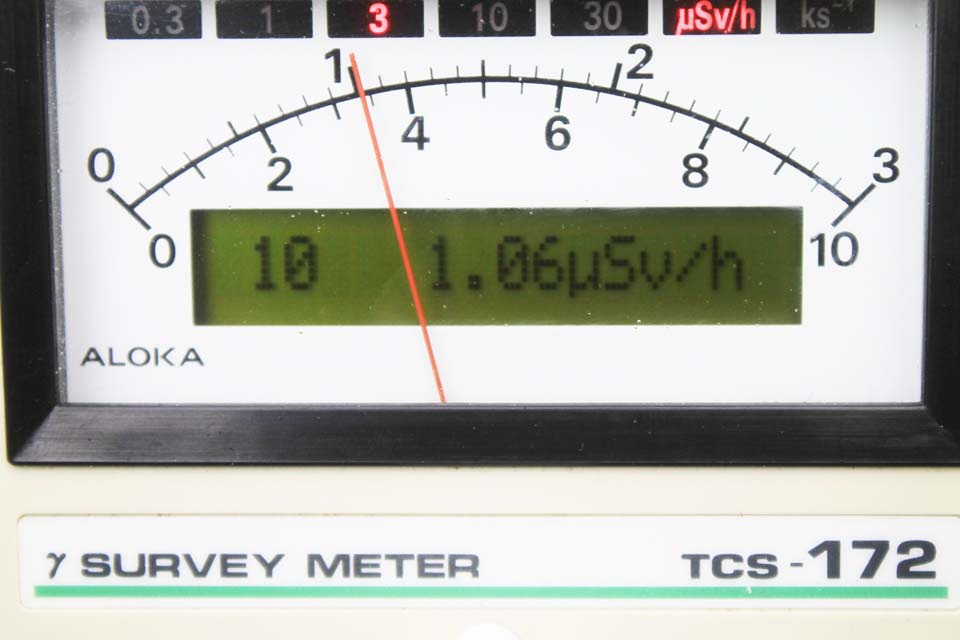 0.3 1 3 10 30 μSv/h ks⁻¹
0 1 2 3
0 2 4 6 8 10
10 1.06μSv/h
ALOKA
γ SURVEY METER TCS-172